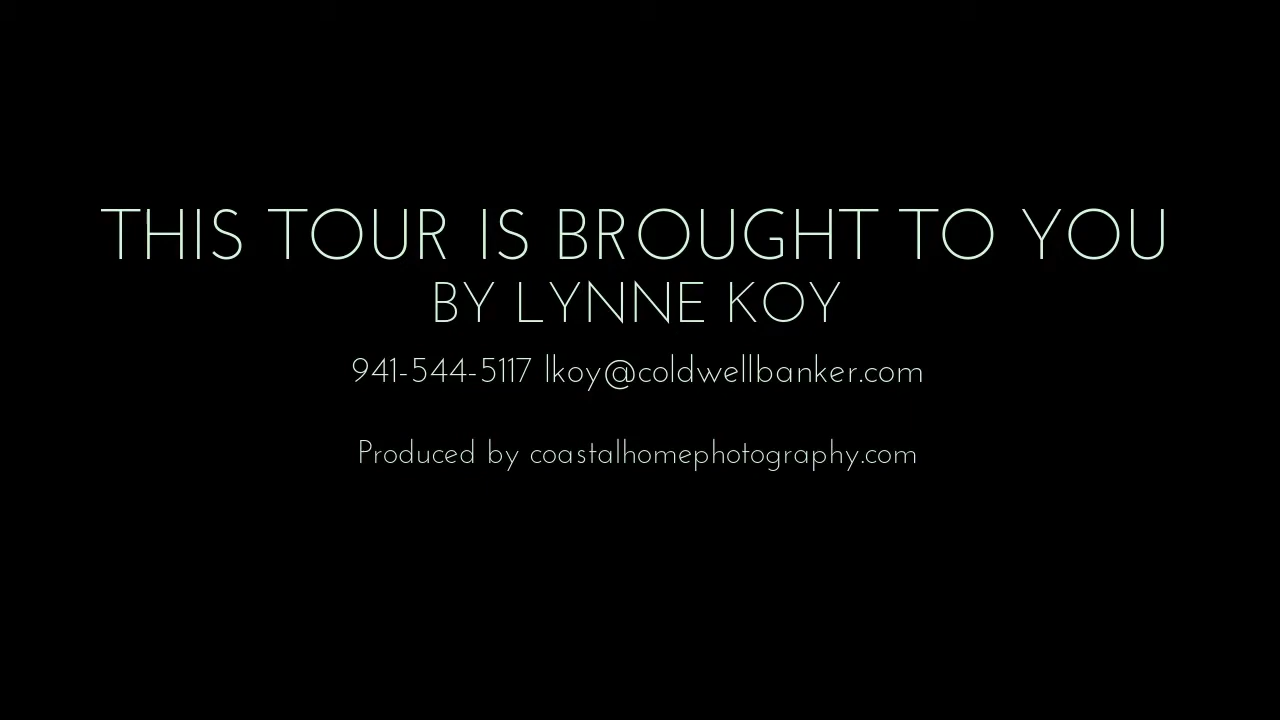 THIS TOUR IS BROUGHT TO YOU
BY LYNNE KOY
941-544-5117 lkoy@coldwellbanker.com
Produced by coastalhomephotography.com